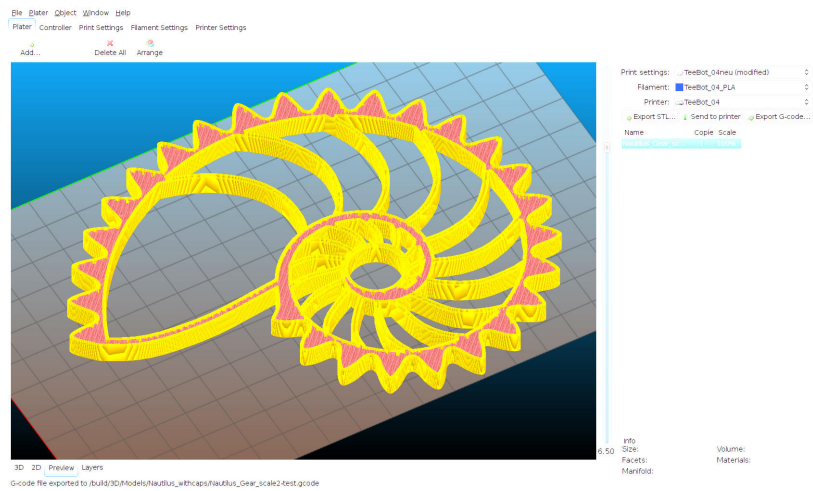 File Plater Object Window Help
Plater Controller Print Settings Filament Settings Printer Settings
Add... Delete All Arrange
Print settings: TeeBot_04neu (modified)
Filament: TeeBot_04_PLA
Printer: TeeBot_04
Export STL... Send to printer Export G-code...
Name Copie Scale
6.50
Info
Size: Volume:
Facets: Materials:
Manifold:
3D 2D Preview Layers
G-code file exported to /build/3D/Models/Nautilus_withcaps/Nautilus_Gear_scale2-test.gcode